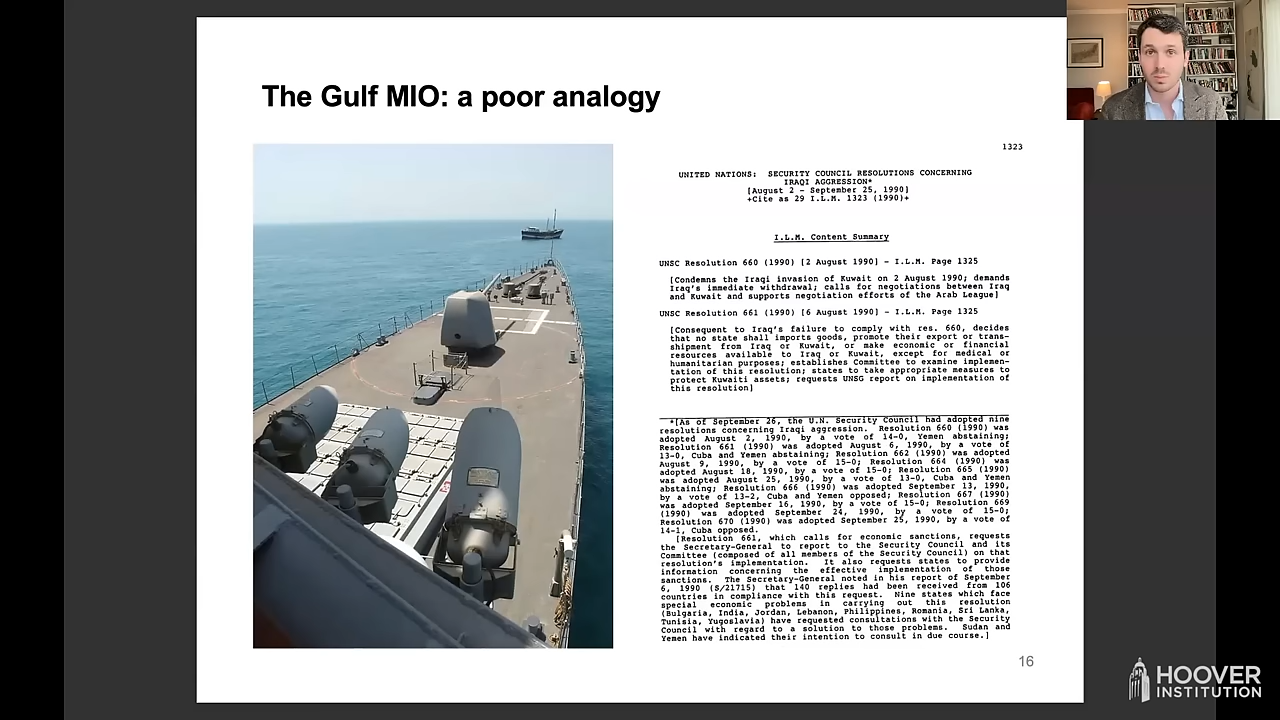 The Gulf MIO: a poor analogy
1323
UNITED NATIONS: SECURITY COUNCIL RESOLUTIONS CONCERNING
IRAQI AGGRESSION*
[August 2 - September 25, 1990]
+Cite as 29 I.L.M. 1323 (1990)+
I.L.M. Content Summary
UNSC Resolution 660 (1990) [2 August 1990] - I.L.M. Page 1325
[Condemns the Iraqi invasion of Kuwait on 2 August 1990; demands
Iraq's immediate withdrawal; calls for negotiations between Iraq
and Kuwait and supports negotiation efforts of the Arab League]
UNSC Resolution 661 (1990) [6 August 1990] - I.L.M. Page 1325
[Consequent to Iraq's failure to comply with res. 660, decides
that no state shall imports goods, promote their export or trans-
shipment from Iraq or Kuwait, or make economic or financial
resources available to Iraq or Kuwait, except for medical or
humanitarian purposes; establishes Committee to examine implemen-
tation of this resolution; states to take appropriate measures to
protect Kuwaiti assets; requests UNSG report on implementation of
this resolution]
*[As of September 26, the U.N. Security Council had adopted nine
resolutions concerning Iraqi aggression. Resolution 660 (1990) was
adopted August 2, 1990, by a vote of 14-0, Yemen abstaining;
Resolution 661 (1990) was adopted August 6, 1990, by a vote of
13-0, Cuba and Yemen abstaining; Resolution 662 (1990) was adopted
August 9, 1990, by a vote of 15-0; Resolution 664 (1990) was
adopted August 18, 1990, by a vote of 15-0; Resolution 665 (1990)
was adopted August 25, 1990, by a vote of 13-0, Cuba and Yemen
abstaining; Resolution 666 (1990) was adopted September 13, 1990,
by a vote of 13-2, Cuba and Yemen opposed; Resolution 667 (1990)
was adopted September 16, 1990, by a vote of 15-0; Resolution 669
(1990) was adopted September 24, 1990, by a vote of 15-0;
Resolution 670 (1990) was adopted September 25, 1990, by a vote of
14-1, Cuba opposed.
[Resolution 661, which calls for economic sanctions, requests
the Secretary-General to report to the Security Council and its
Committee (composed of all members of the Security Council) on that
resolution's implementation. It also requests states to provide
information concerning the effective implementation of those
sanctions. The Secretary-General noted in his report of September
6, 1990 (S/21715) that 140 replies had been received from 106
countries in compliance with this request. Nine states which face
special economic problems in carrying out this resolution
(Bulgaria, India, Jordan, Lebanon, Philippines, Romania, Sri Lanka,
Tunisia, Yugoslavia) have requested consultations with the Security
Council with regard to a solution to those problems. Sudan and
Yemen have indicated their intention to consult in due course.]
16
HOOVER
INSTITUTION